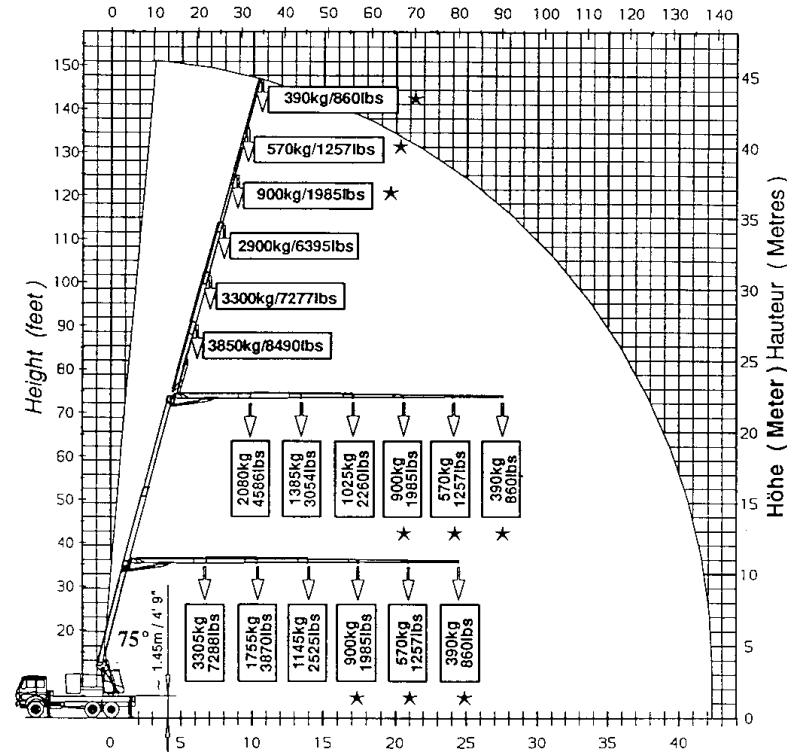 0 10 20 30 40 50 60 70 80 90 100 110 120 130 140
150
140
130
120
110
100
90
80
70
60
50
40
30
20
Height (feet)
45
40
35
30
25
20
15
10
5
0
Höhe ( Meter ) Hauteur ( Metres )
390kg/860lbs ★
570kg/1257lbs ★
900kg/1985lbs ★
2900kg/6395lbs
3300kg/7277lbs
3850kg/8490lbs
2080kg
4586lbs
1385kg
3054lbs
1025kg
2260lbs
900kg
1985lbs
★
570kg
1257lbs
★
390kg
860lbs
★
75°
~ 1.45m / 4' 9"
3305kg
7288lbs
1755kg
3870lbs
1145kg
2525lbs
900kg
1985lbs
★
570kg
1257lbs
★
390kg
860lbs
★
0 5 10 15 20 25 30 35 40